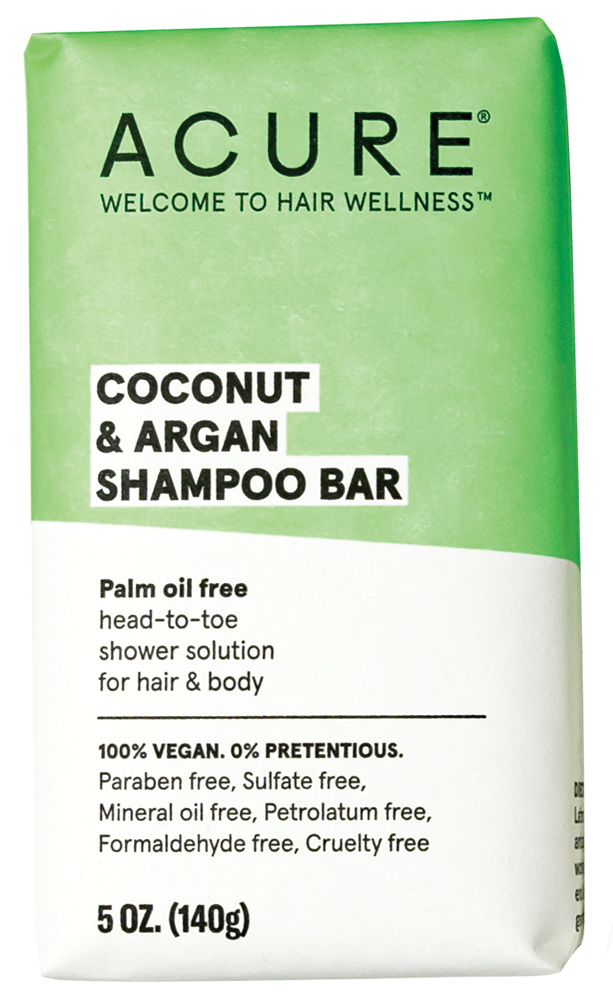 ACURE®
WELCOME TO HAIR WELLNESS™
COCONUT
& ARGAN
SHAMPOO BAR
Palm oil free
head-to-toe
shower solution
for hair & body
100% VEGAN. 0% PRETENTIOUS.
Paraben free, Sulfate free,
Mineral oil free, Petrolatum free,
Formaldehyde free, Cruelty free
5 OZ. (140g)